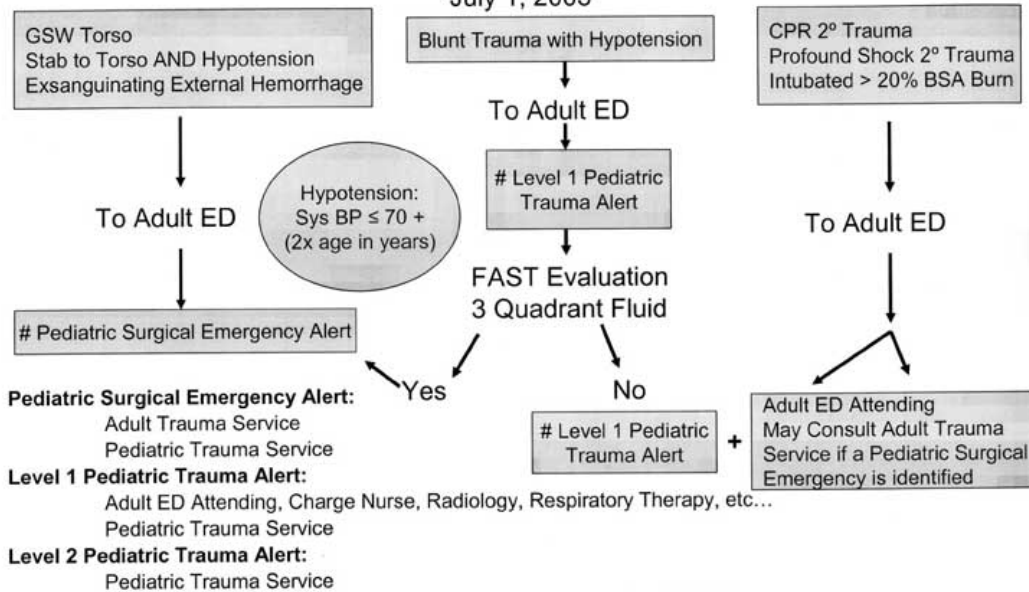 July 1, 2005
GSW Torso
Stab to Torso AND Hypotension
Exsanguinating External Hemorrhage
Blunt Trauma with Hypotension
CPR 2º Trauma
Profound Shock 2º Trauma
Intubated > 20% BSA Burn
To Adult ED
# Level 1 Pediatric
Trauma Alert
Hypotension:
Sys BP ≤ 70 +
(2x age in years)
To Adult ED
To Adult ED
FAST Evaluation
3 Quadrant Fluid
# Pediatric Surgical Emergency Alert
Yes
No
# Level 1 Pediatric
Trauma Alert
+
Adult ED Attending
May Consult Adult Trauma
Service if a Pediatric Surgical
Emergency is identified
Pediatric Surgical Emergency Alert:
Adult Trauma Service
Pediatric Trauma Service
Level 1 Pediatric Trauma Alert:
Adult ED Attending, Charge Nurse, Radiology, Respiratory Therapy, etc…
Pediatric Trauma Service
Level 2 Pediatric Trauma Alert:
Pediatric Trauma Service